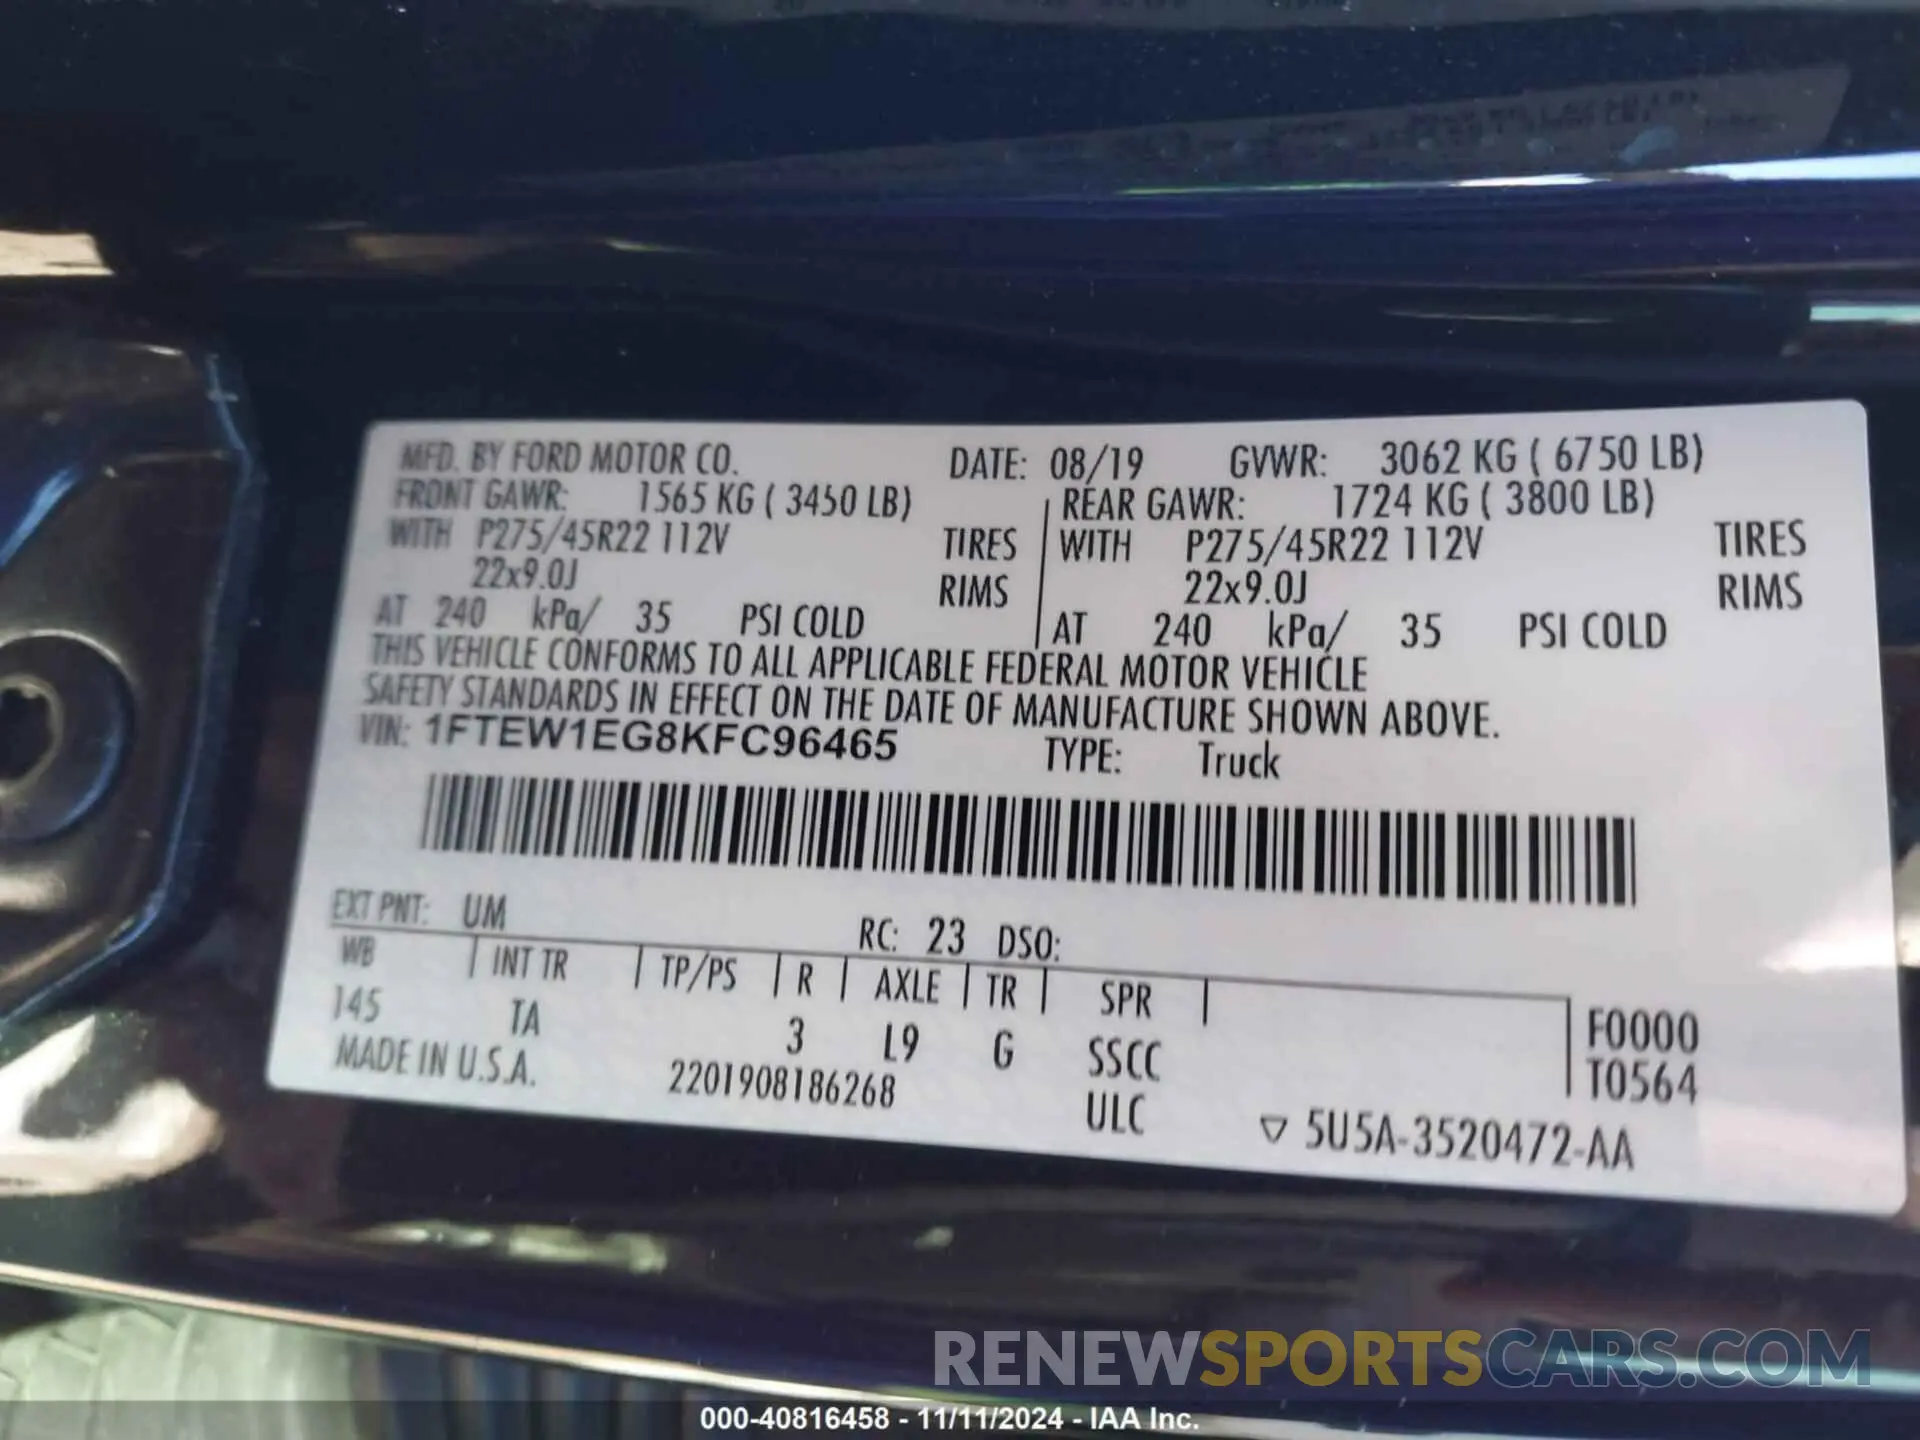 MFD. BY FORD MOTOR CO. DATE: 08/19 GVWR: 3062 KG ( 6750 LB)
FRONT GAWR: 1565 KG ( 3450 LB) REAR GAWR: 1724 KG ( 3800 LB)
WITH P275/45R22 112V TIRES WITH P275/45R22 112V TIRES
22x9.0J RIMS 22x9.0J RIMS
AT 240 kPa/ 35 PSI COLD AT 240 kPa/ 35 PSI COLD
THIS VEHICLE CONFORMS TO ALL APPLICABLE FEDERAL MOTOR VEHICLE
SAFETY STANDARDS IN EFFECT ON THE DATE OF MANUFACTURE SHOWN ABOVE.
VIN: 1FTEW1EG8KFC96465 TYPE: Truck
EXT PNT: UM RC: 23 DSO:
WB INT TR TP/PS R AXLE TR SPR
145 TA 3 L9 G SSCC F0000
MADE IN U.S.A. 2201908186268 ULC T0564
5U5A-3520472-AA
RENEWSPORTSCARS.COM
000-40816458 - 11/11/2024 - IAA Inc.